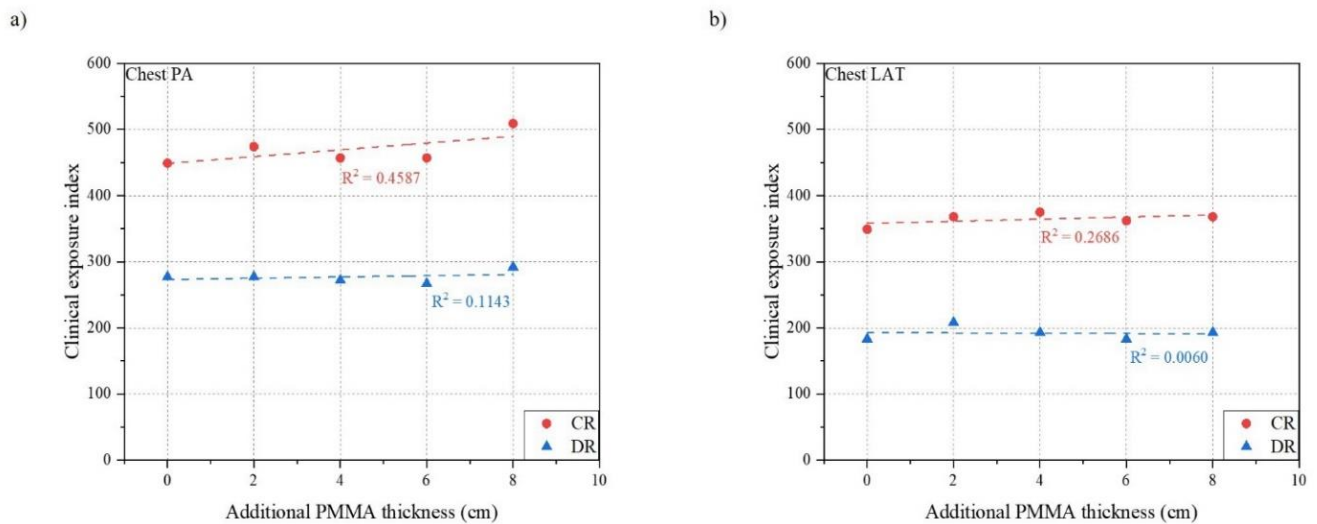 a)
Chest PA
Clinical exposure index
600
500
400
300
200
100
0
R² = 0.4587
R² = 0.1143
CR
DR
0 2 4 6 8 10
Additional PMMA thickness (cm)
b)
Chest LAT
Clinical exposure index
600
500
400
300
200
100
0
R² = 0.2686
R² = 0.0060
CR
DR
0 2 4 6 8 10
Additional PMMA thickness (cm)